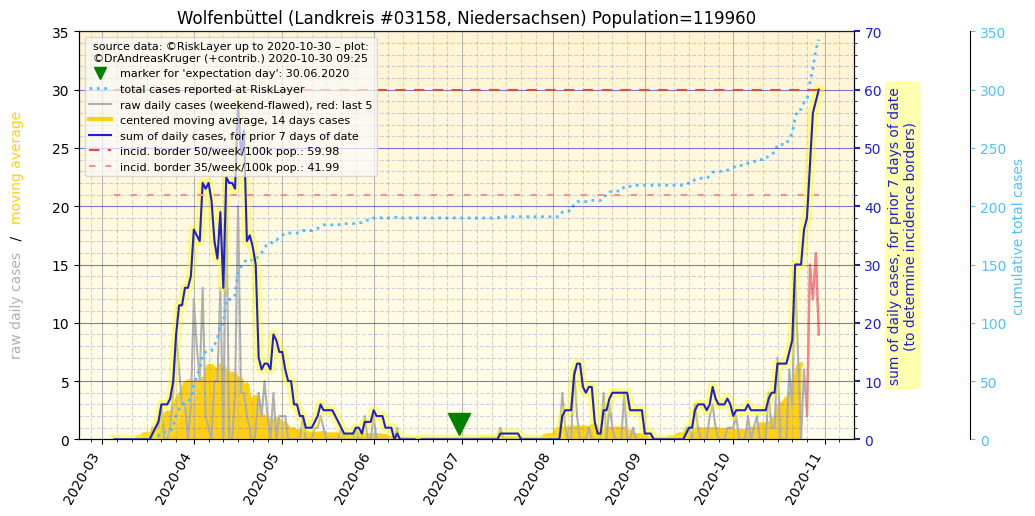 Wolfenbüttel (Landkreis #03158, Niedersachsen) Population=119960
source data: ©RiskLayer up to 2020-10-30 – plot:
©DrAndreasKruger (+contrib.) 2020-10-30 09:25
marker for 'expectation day': 30.06.2020
total cases reported at RiskLayer
raw daily cases (weekend-flawed), red: last 5
centered moving average, 14 days cases
sum of daily cases, for prior 7 days of date
incid. border 50/week/100k pop.: 59.98
incid. border 35/week/100k pop.: 41.99
raw daily cases / moving average
35
30
25
20
15
10
5
0
70
60
50
40
30
20
10
0
sum of daily cases, for prior 7 days of date
(to determine incidence borders)
350
300
250
200
150
100
50
0
cumulative total cases
2020-03
2020-04
2020-05
2020-06
2020-07
2020-08
2020-09
2020-10
2020-11